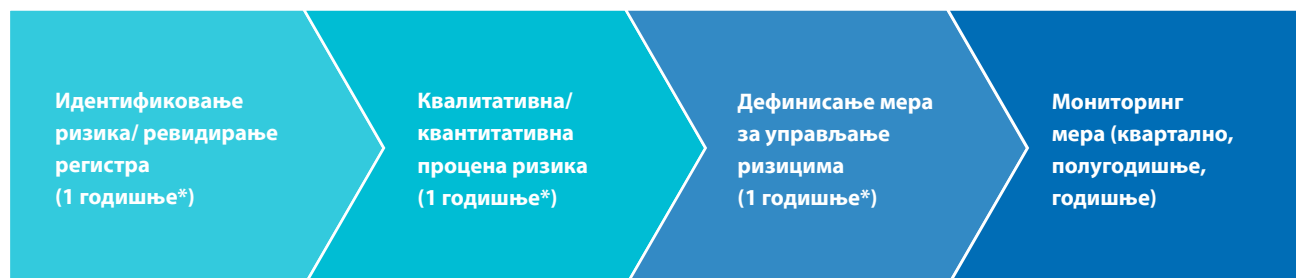 Идентификовање
ризика/ ревидирање
регистра
(1 годишње*)
Квалитативна/
квантитативна
процена ризика
(1 годишње*)
Дефинисање мера
за управљање
ризицима
(1 годишње*)
Мониторинг
мера (квартално,
полугодишње,
годишње)